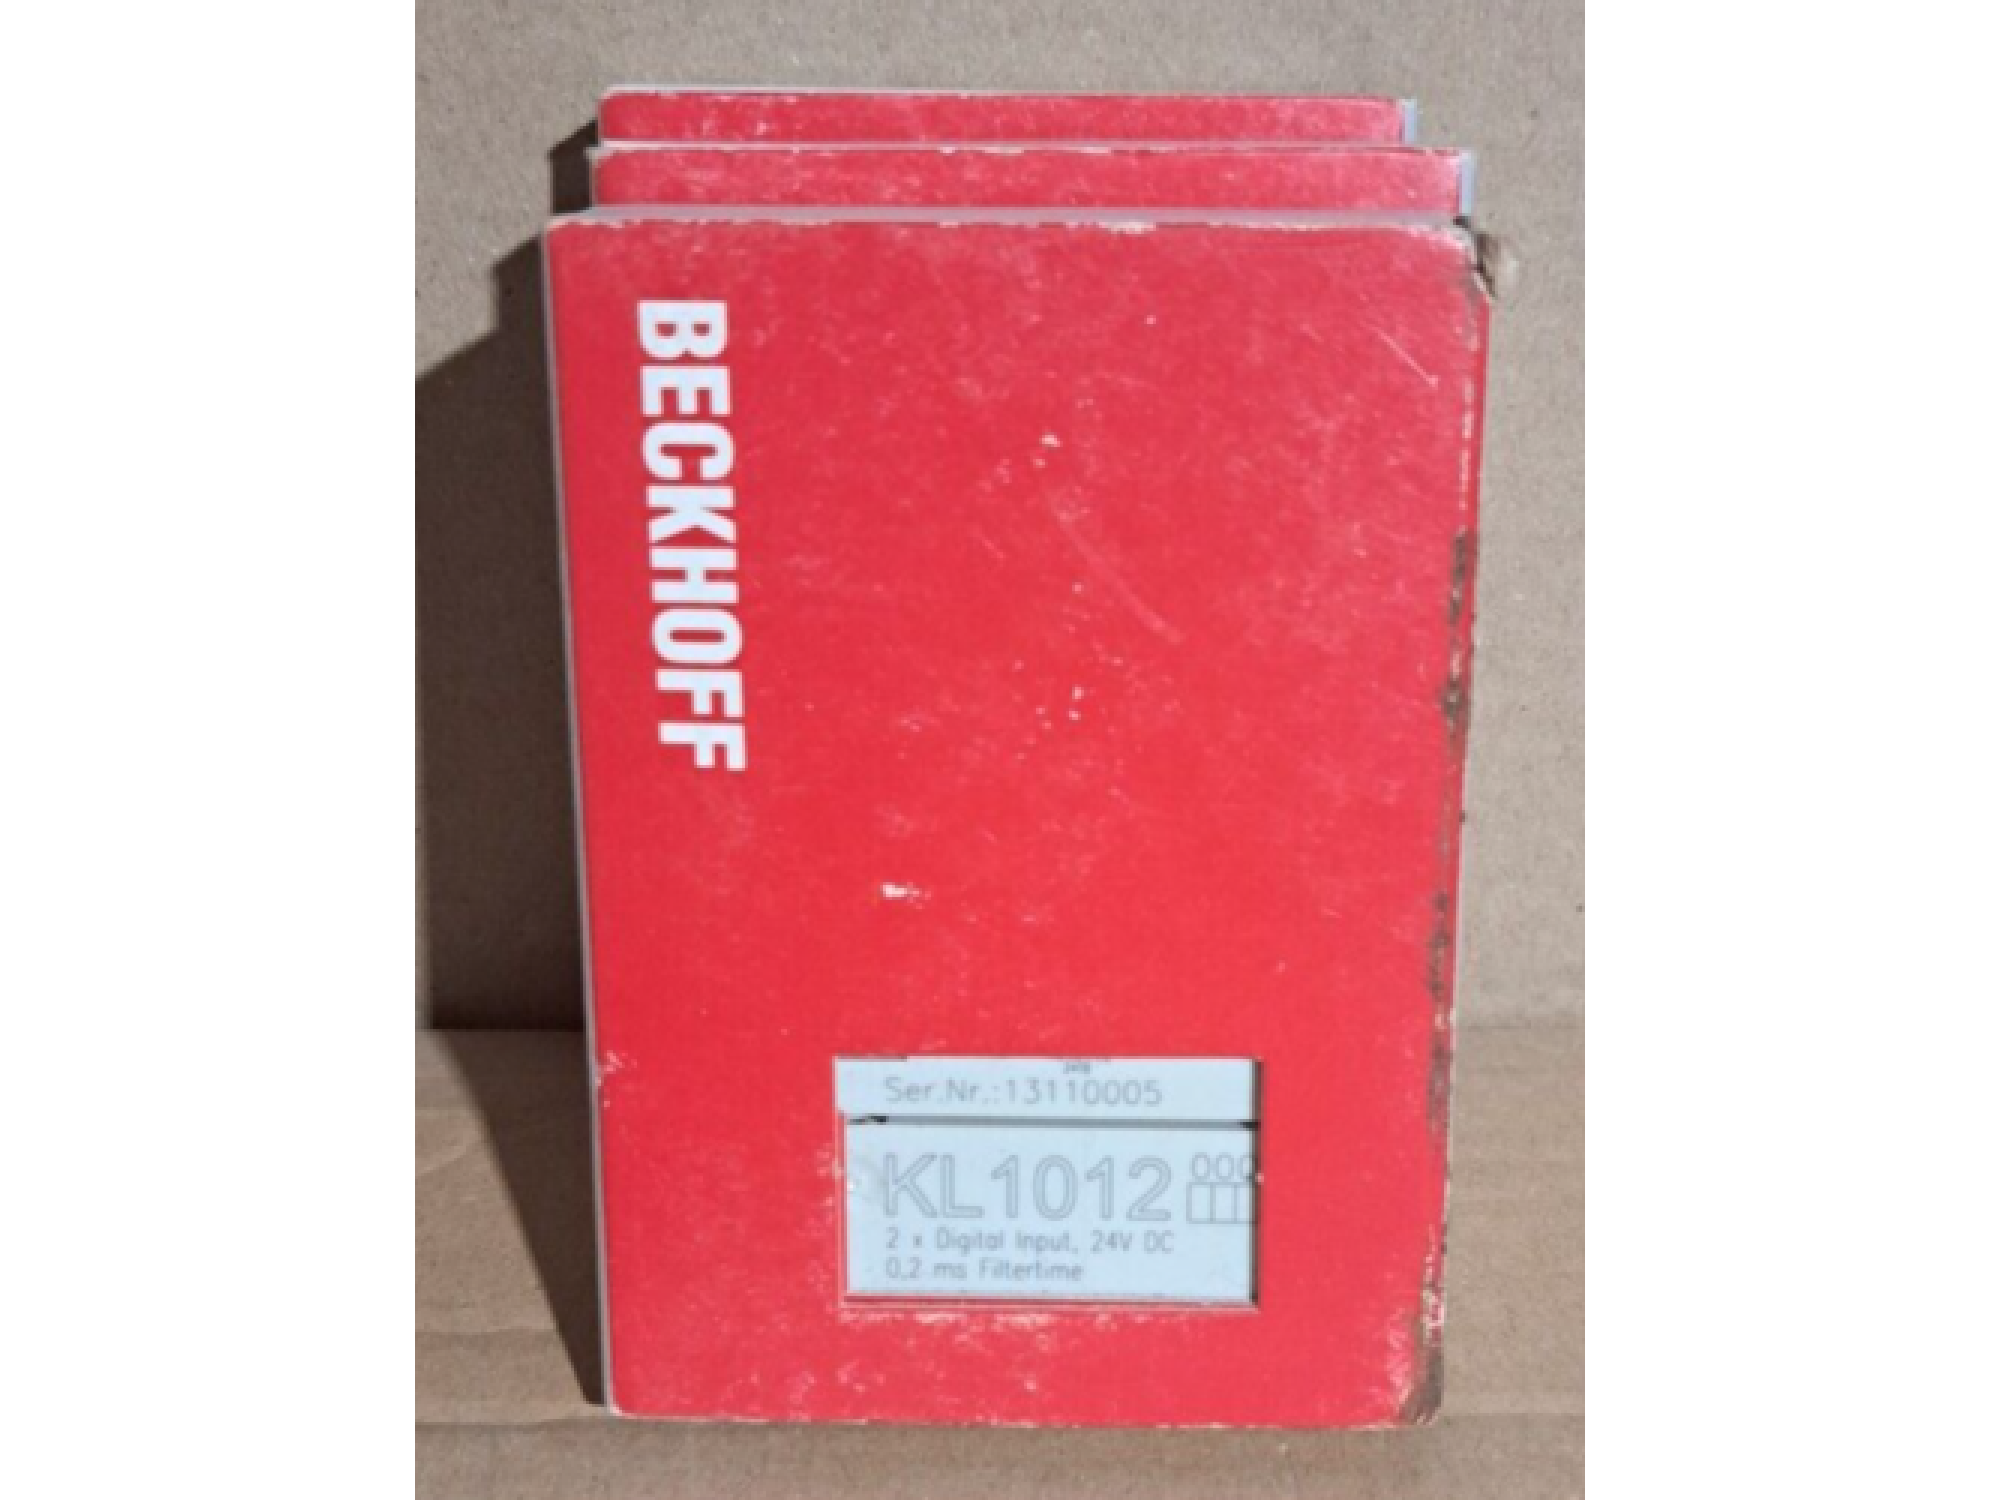 BECKHOFF
Ser.Nr.:13110005
KL1012
2 x Digital Input, 24V DC
0,2 ms Filtertime